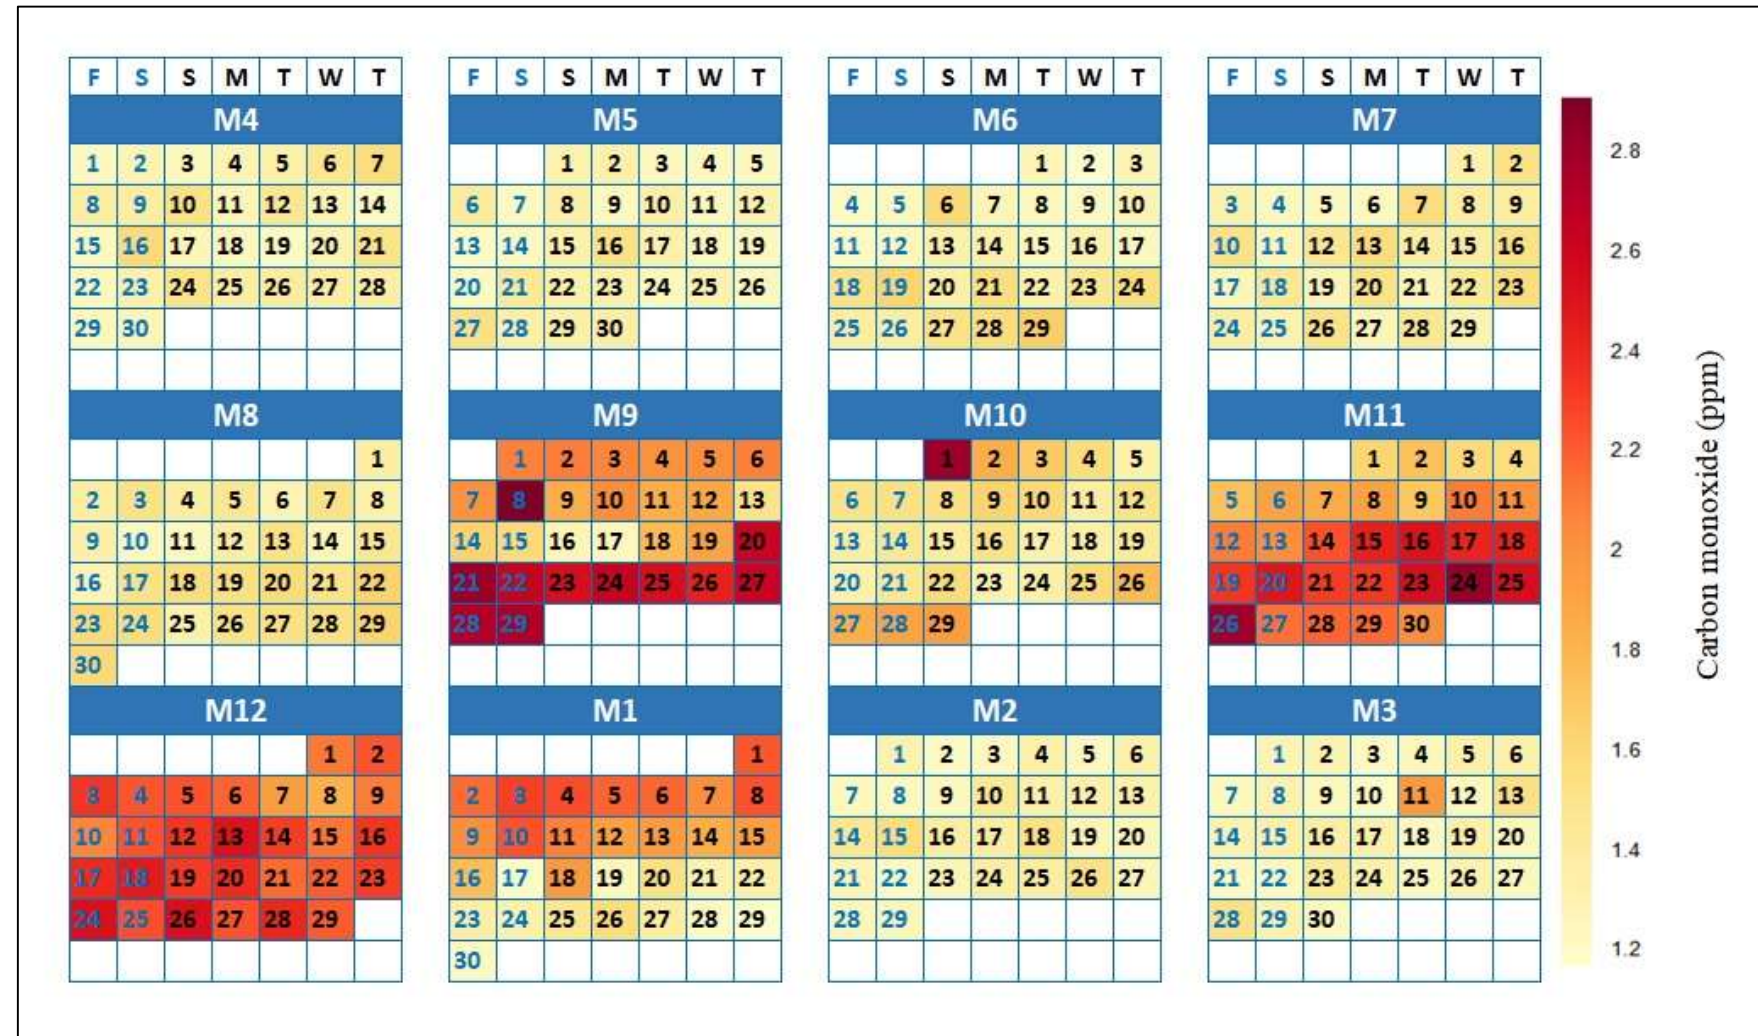 F S S M T W T F S S M T W T F S S M T W T F S S M T W T
M4 M5 M6 M7
1 2 3 4 5 6 7 1 2 3 4 5 1 2 3 1 2
8 9 10 11 12 13 14 6 7 8 9 10 11 12 4 5 6 7 8 9 10 3 4 5 6 7 8 9
15 16 17 18 19 20 21 13 14 15 16 17 18 19 11 12 13 14 15 16 17 10 11 12 13 14 15 16
22 23 24 25 26 27 28 20 21 22 23 24 25 26 18 19 20 21 22 23 24 17 18 19 20 21 22 23
29 30 27 28 29 30 25 26 27 28 29 24 25 26 27 28 29
M8 M9 M10 M11
1 1 2 3 4 5 6 1 2 3 4 5 1 2 3 4
2 3 4 5 6 7 8 7 8 9 10 11 12 13 6 7 8 9 10 11 12 5 6 7 8 9 10 11
9 10 11 12 13 14 15 14 15 16 17 18 19 20 13 14 15 16 17 18 19 12 13 14 15 16 17 18
16 17 18 19 20 21 22 21 22 23 24 25 26 27 20 21 22 23 24 25 26 19 20 21 22 23 24 25
23 24 25 26 27 28 29 28 29 27 28 29 26 27 28 29 30
30
M12 M1 M2 M3
1 2 1 1 2 3 4 5 6 1 2 3 4 5 6
3 4 5 6 7 8 9 2 3 4 5 6 7 8 7 8 9 10 11 12 13 7 8 9 10 11 12 13
10 11 12 13 14 15 16 9 10 11 12 13 14 15 14 15 16 17 18 19 20 14 15 16 17 18 19 20
17 18 19 20 21 22 23 16 17 18 19 20 21 22 21 22 23 24 25 26 27 21 22 23 24 25 26 27
24 25 26 27 28 29 23 24 25 26 27 28 29 28 29 28 29 30
30
2.8
2.6
2.4
2.2
2
1.8
1.6
1.4
1.2
Carbon monoxide (ppm)